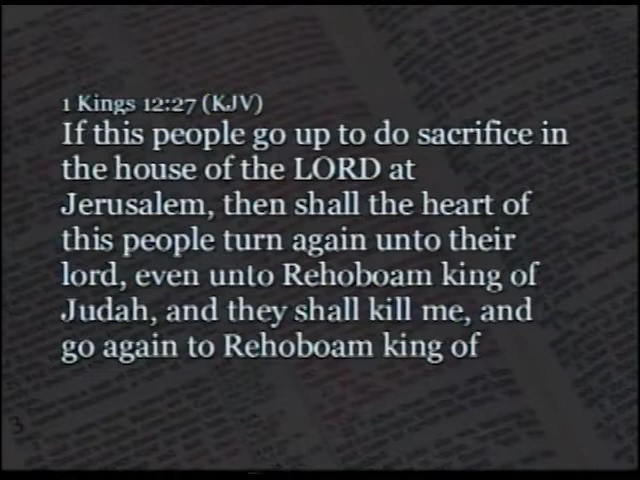 1 Kings 12:27 (KJV)
If this people go up to do sacrifice in
the house of the LORD at
Jerusalem, then shall the heart of
this people turn again unto their
lord, even unto Rehoboam king of
Judah, and they shall kill me, and
go again to Rehoboam king of
3